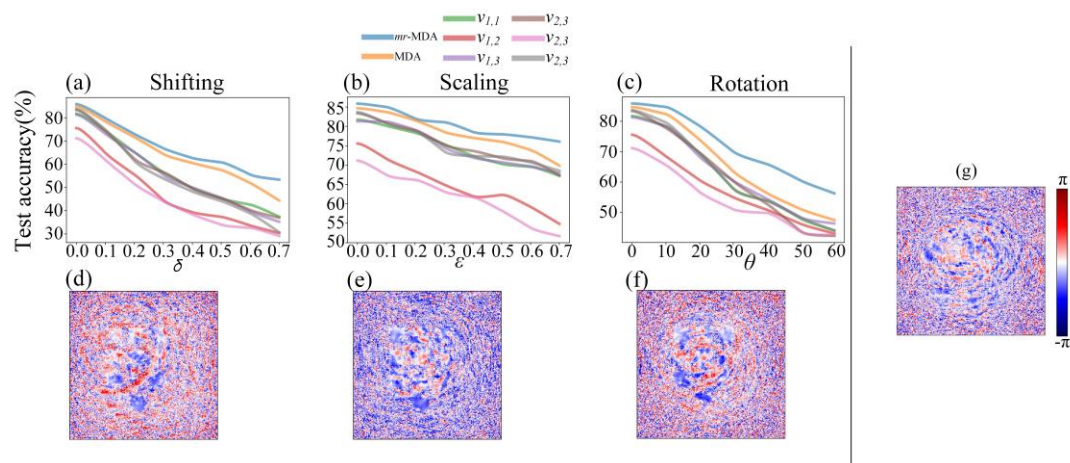 mr-MDA
MDA
v1,1
v1,2
v1,3
v2,3
v2,3
v2,3
(a) Shifting
(b) Scaling
(c) Rotation
Test accuracy(%)
80
70
60
50
40
30
0.0 0.1 0.2 0.3 0.4 0.5 0.6 0.7
δ
85
80
75
70
65
60
55
50
0.0 0.1 0.2 0.3 0.4 0.5 0.6 0.7
ε
80
70
60
50
0 10 20 30 40 50 60
θ
(d)
(e)
(f)
(g)
π
-π